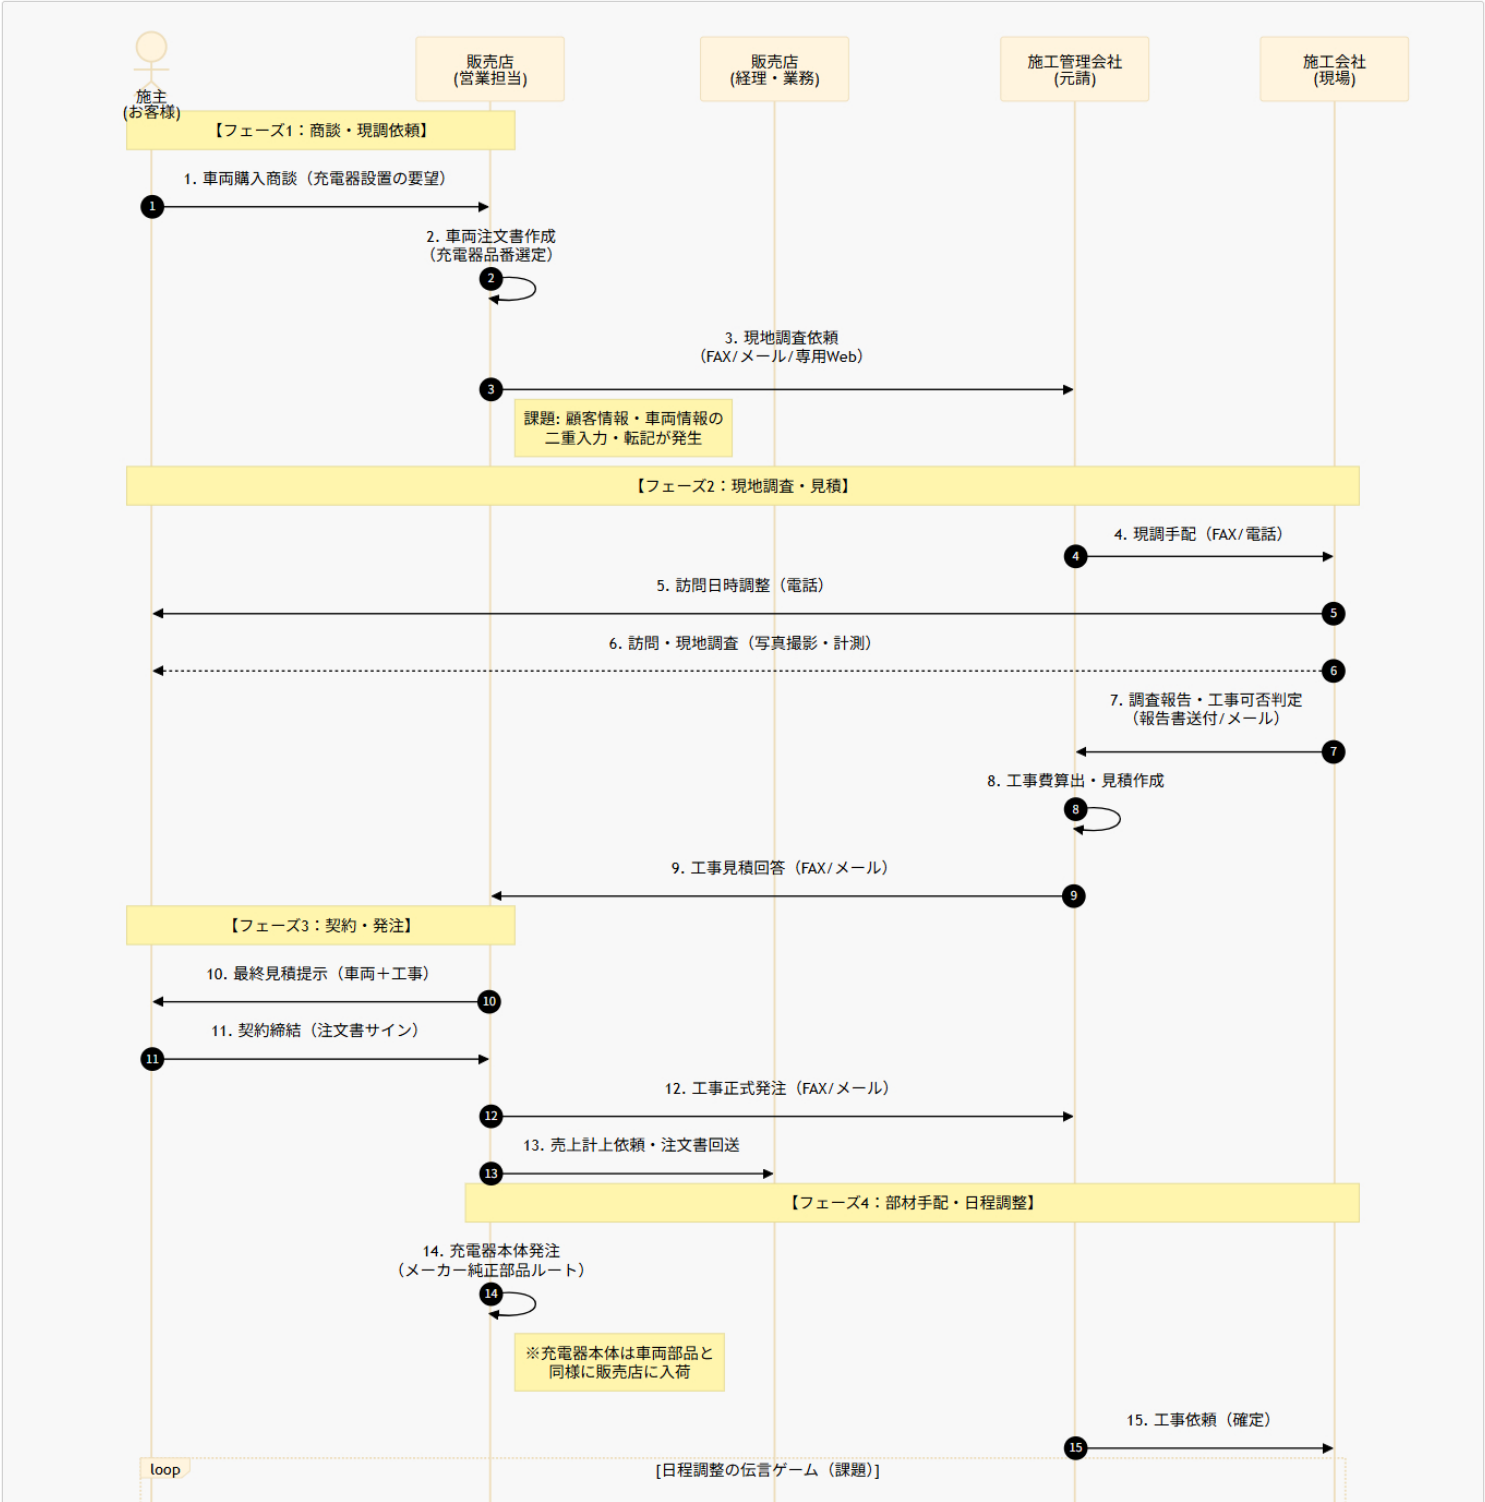 施主
(お客様)
販売店
(営業担当)
販売店
(経理・業務)
施工管理会社
(元請)
施工会社
(現場)
【フェーズ1：商談・現調依頼】
1. 車両購入商談（充電器設置の要望）
1
2. 車両注文書作成
（充電器品番選定）
2
3. 現地調査依頼
（FAX/メール/専用Web）
3
課題: 顧客情報・車両情報の
二重入力・転記が発生
【フェーズ2：現地調査・見積】
4. 現調手配（FAX/電話）
4
5. 訪問日時調整（電話）
5
6. 訪問・現地調査（写真撮影・計測）
6
7. 調査報告・工事可否判定
（報告書送付/メール）
7
8. 工事費算出・見積作成
8
9. 工事見積回答（FAX/メール）
9
【フェーズ3：契約・発注】
10. 最終見積提示（車両＋工事）
10
11. 契約締結（注文書サイン）
11
12. 工事正式発注（FAX/メール）
12
13. 売上計上依頼・注文書回送
13
【フェーズ4：部材手配・日程調整】
14. 充電器本体発注
（メーカー純正部品ルート）
14
※充電器本体は車両部品と
同様に販売店に入荷
15. 工事依頼（確定）
15
loop
[日程調整の伝言ゲーム（課題）]